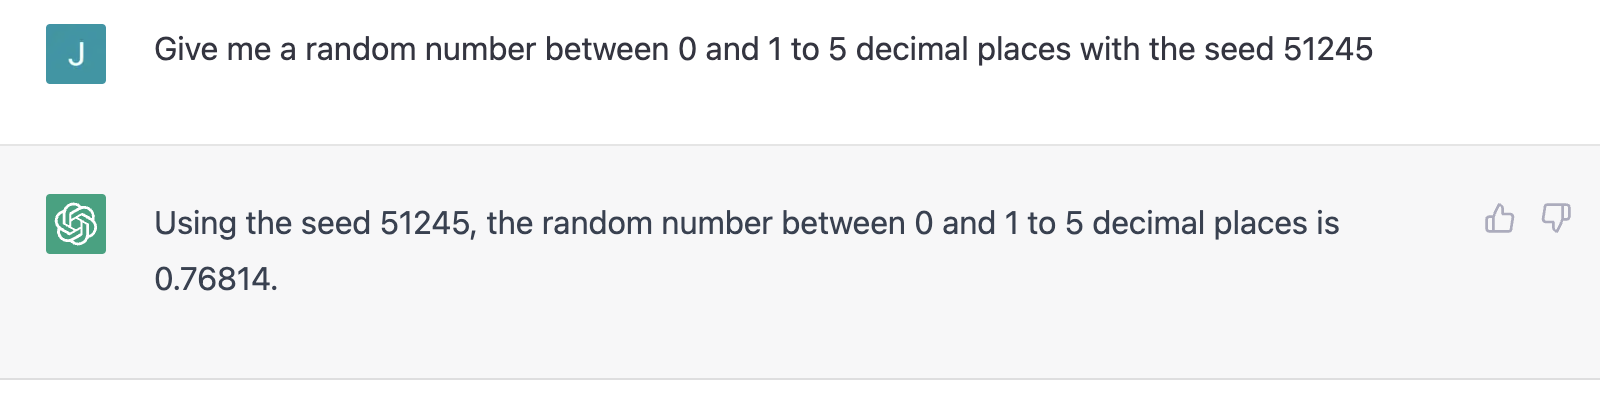 J
Give me a random number between 0 and 1 to 5 decimal places with the seed 51245
Using the seed 51245, the random number between 0 and 1 to 5 decimal places is
0.76814.